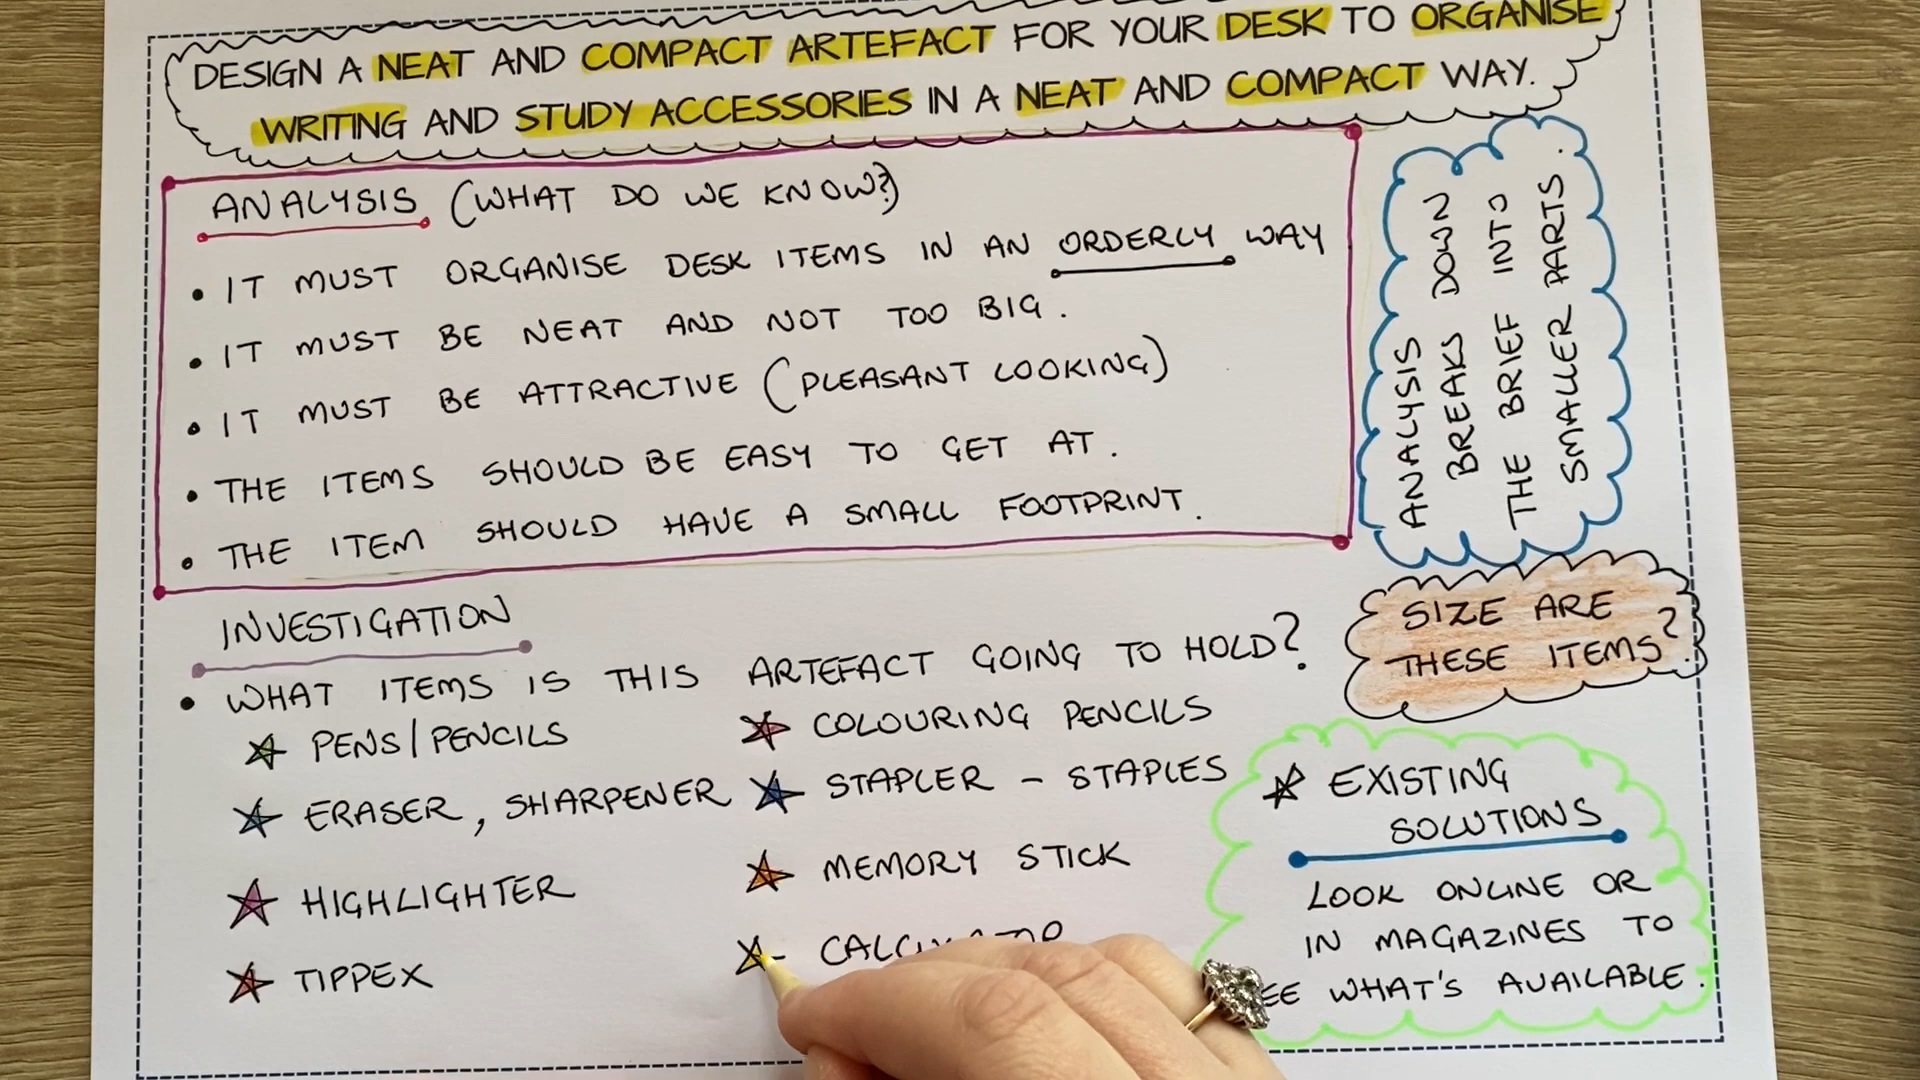 DESIGN A NEAT AND COMPACT ARTEFACT FOR YOUR DESK TO ORGANISE
WRITING AND STUDY ACCESSORIES IN A NEAT AND COMPACT WAY.
ANALYSIS (WHAT DO WE KNOW?)
• IT MUST ORGANISE DESK ITEMS IN AN ORDERLY WAY
• IT MUST BE NEAT AND NOT TOO BIG.
• IT MUST BE ATTRACTIVE (PLEASANT LOOKING)
• THE ITEMS SHOULD BE EASY TO GET AT.
• THE ITEM SHOULD HAVE A SMALL FOOTPRINT.
ANALYSIS
BREAKS DOWN
THE BRIEF INTO
SMALLER PARTS.
INVESTIGATION
• WHAT ITEMS IS THIS ARTEFACT GOING TO HOLD?
PENS/PENCILS
ERASER, SHARPENER
HIGHLIGHTER
TIPPEX
COLOURING PENCILS
STAPLER - STAPLES
MEMORY STICK
SIZE ARE
THESE ITEMS?
EXISTING
SOLUTIONS
LOOK ONLINE OR
IN MAGAZINES TO
WHAT'S AVAILABLE.